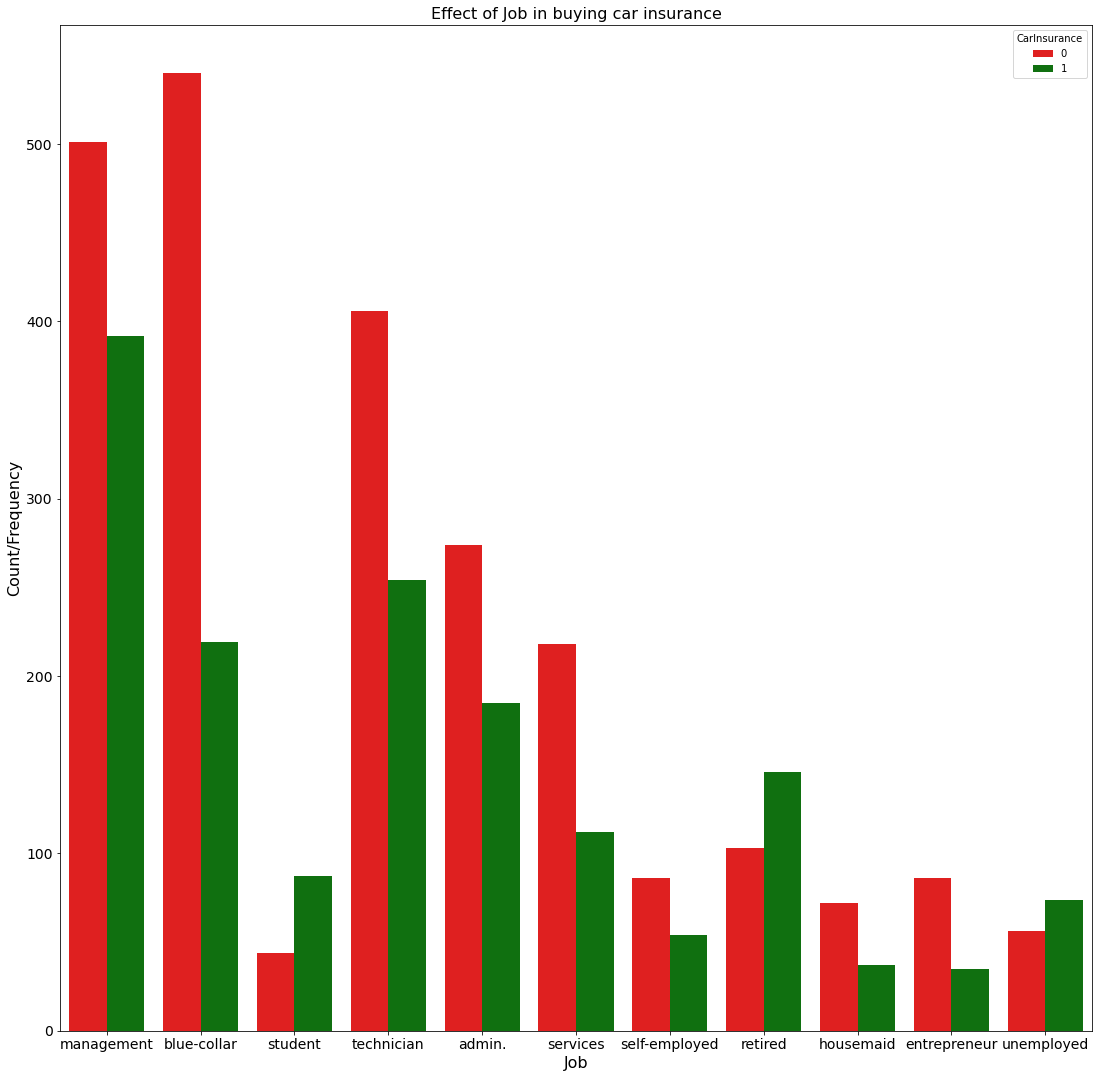 Effect of Job in buying car insurance
CarInsurance
0
1
Count/Frequency
500
400
300
200
100
0
management blue-collar student technician admin. services self-employed retired housemaid entrepreneur unemployed
Job